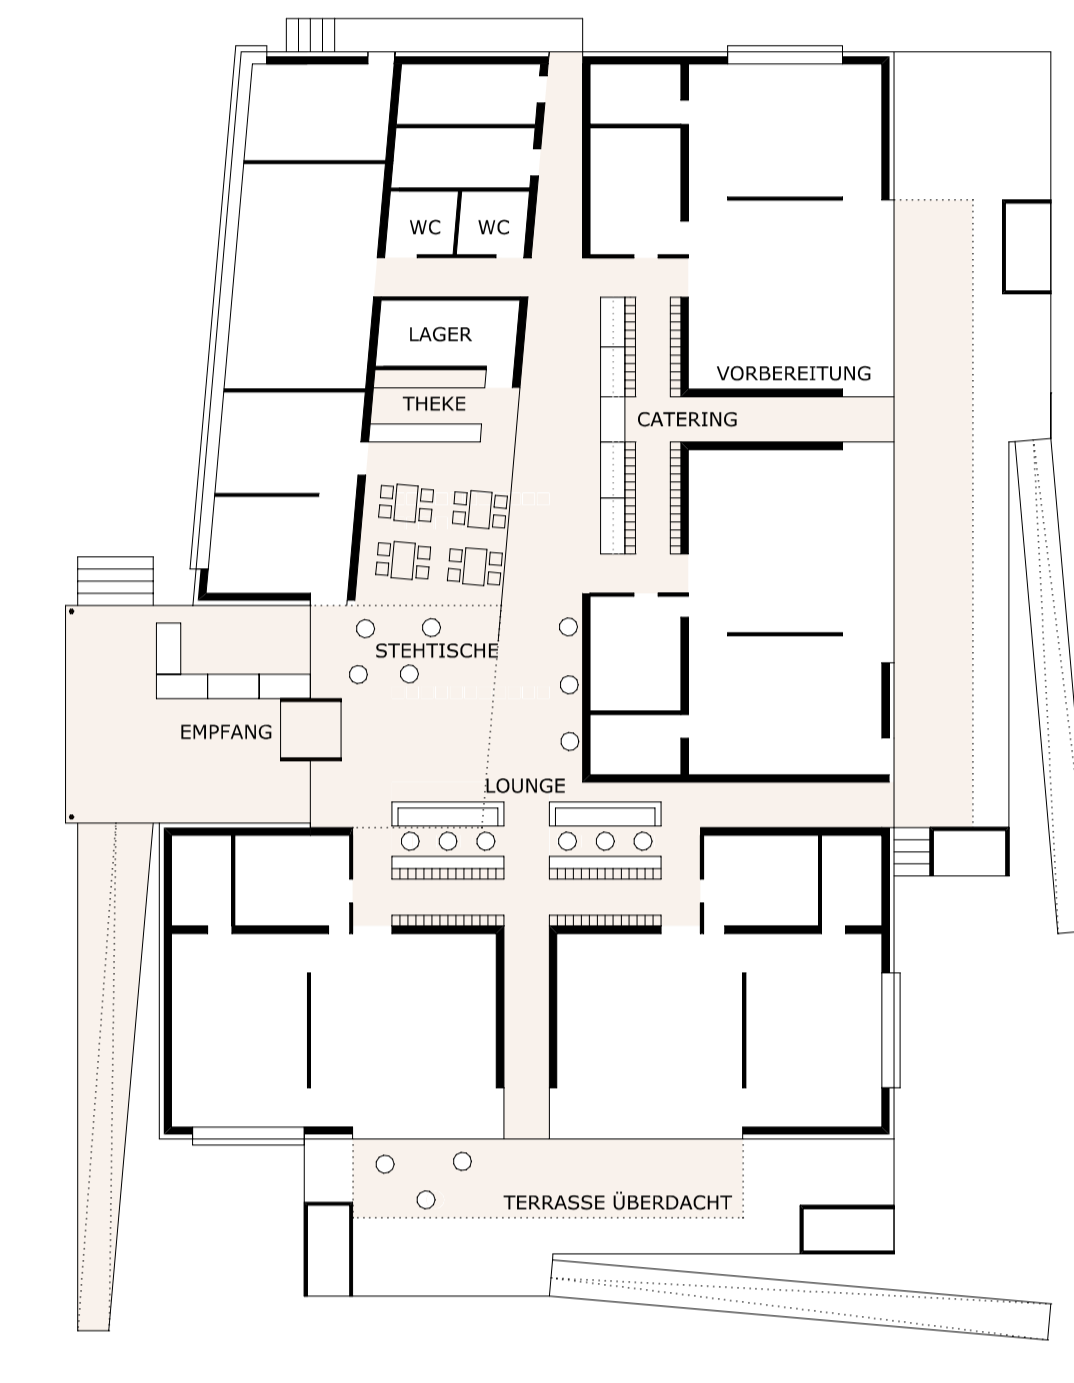 WC WC
LAGER
VORBEREITUNG
THEKE
CATERING
STEHTISCHE
EMPFANG
LOUNGE
TERRASSE ÜBERDACHT